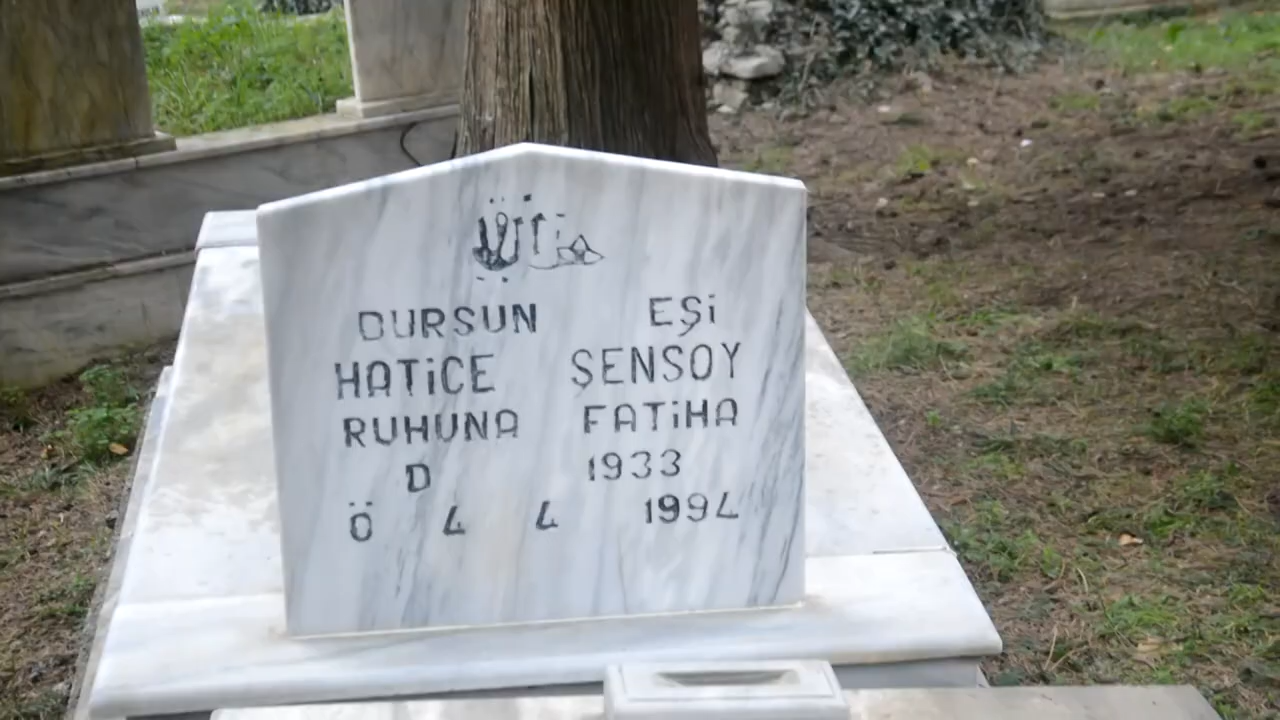 DURSUN EŞİ
HATİCE ŞENSOY
RUHUNA FATİHA
D 1933
Ö 4 4 1994